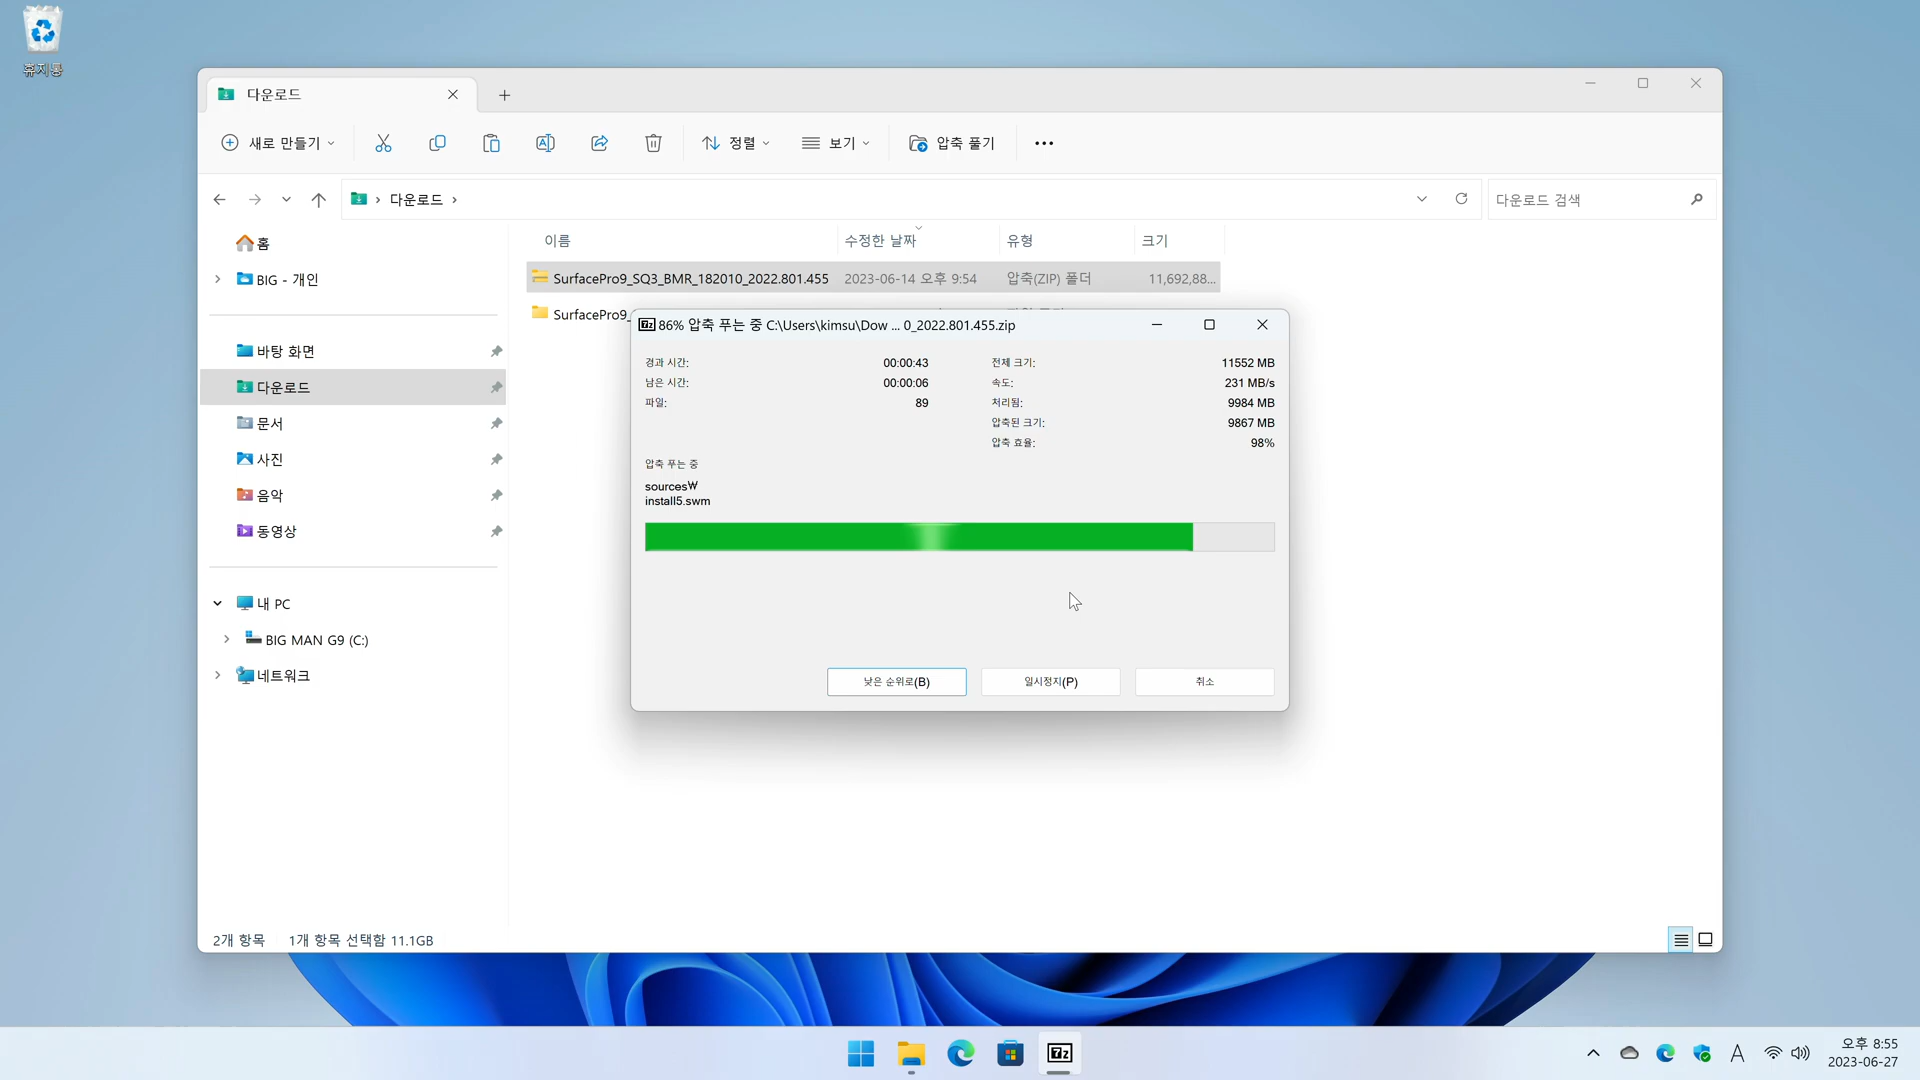 휴지통
다운로드
새로 만들기
정렬
보기
압축 풀기
다운로드
다운로드 검색
홈
BIG - 개인
바탕 화면
다운로드
문서
사진
음악
동영상
내 PC
BIG MAN G9 (C:)
네트워크
이름 수정한 날짜 유형 크기
SurfacePro9_SQ3_BMR_182010_2022.801.455 2023-06-14 오후 9:54 압축(ZIP) 폴더 11,692,88...
SurfacePro9_
7z 86% 압축 푸는 중 C:\Users\kimsu\Dow ... 0_2022.801.455.zip
경과 시간: 00:00:43 전체 크기: 11552 MB
남은 시간: 00:00:06 속도: 231 MB/s
파일: 89 처리됨: 9984 MB
압축된 크기: 9867 MB
압축 효율: 98%
압축 푸는 중
sources₩
install5.swm
낮은 순위로(B) 일시정지(P) 취소
2개 항목 1개 항목 선택함 11.1GB
7z
A
오후 8:55
2023-06-27